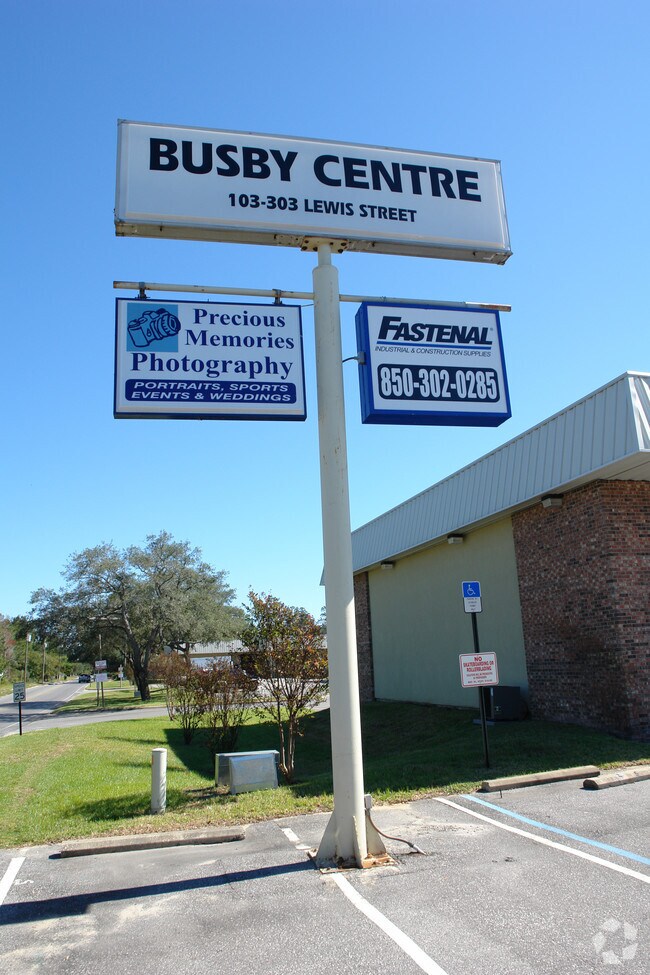 BUSBY CENTRE
103-303 LEWIS STREET
Precious
Memories
Photography
PORTRAITS, SPORTS
EVENTS & WEDDINGS
FASTENAL
INDUSTRIAL & CONSTRUCTION SUPPLIES
850-302-0285
NO
SKATEBOARDING OR
ROLLERBLADING
25